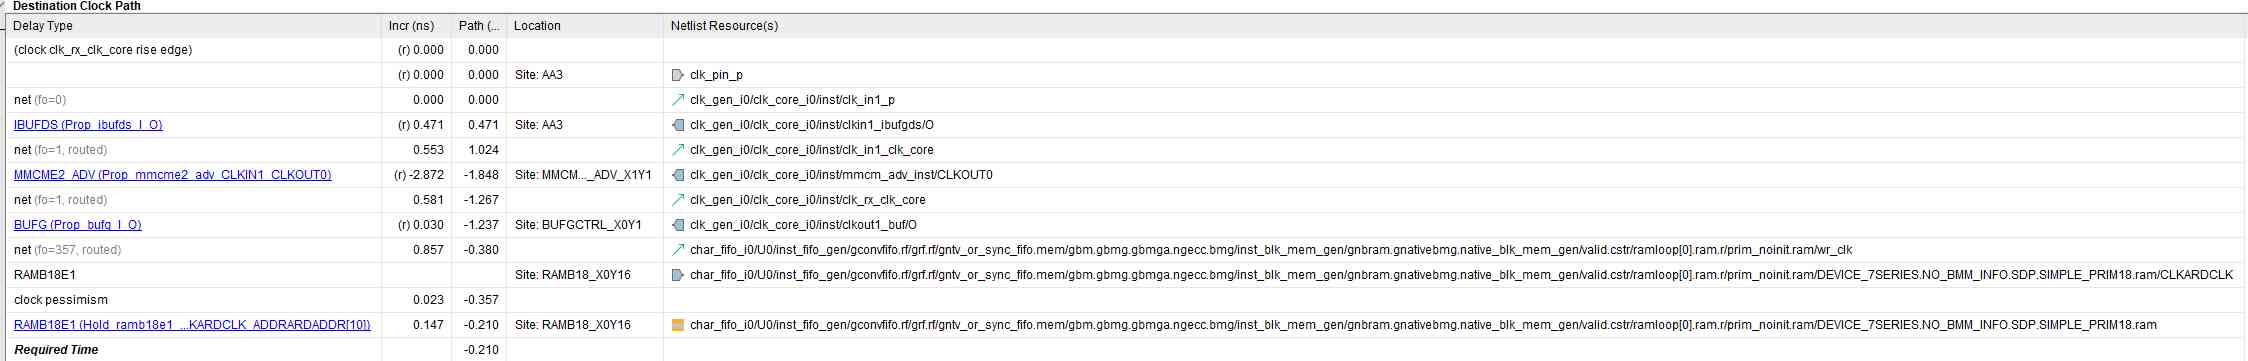 Destination Clock Path
Delay Type Incr (ns) Path (... Location Netlist Resource(s)
(clock clk_rx_clk_core rise edge) (r) 0.000 0.000
(r) 0.000 0.000 Site: AA3 clk_pin_p
net (fo=0) 0.000 0.000 clk_gen_i0/clk_core_i0/inst/clk_in1_p
IBUFDS (Prop_ibufds_I_O) (r) 0.471 0.471 Site: AA3 clk_gen_i0/clk_core_i0/inst/clkin1_ibufgds/O
net (fo=1, routed) 0.553 1.024 clk_gen_i0/clk_core_i0/inst/clk_in1_clk_core
MMCME2_ADV (Prop_mmcme2_adv_CLKIN1_CLKOUT0) (r) -2.872 -1.848 Site: MMCM..._ADV_X1Y1 clk_gen_i0/clk_core_i0/inst/mmcm_adv_inst/CLKOUT0
net (fo=1, routed) 0.581 -1.267 clk_gen_i0/clk_core_i0/inst/clk_rx_clk_core
BUFG (Prop_bufg_I_O) (r) 0.030 -1.237 Site: BUFGCTRL_X0Y1 clk_gen_i0/clk_core_i0/inst/clkout1_buf/O
net (fo=357, routed) 0.857 -0.380 char_fifo_i0/U0/inst_fifo_gen/gconvfifo.rf/grf.rf/gntv_or_sync_fifo.mem/gbm.gbmg.gbmga.ngecc.bmg/inst_blk_mem_gen/gnbram.gnativebmg.native_blk_mem_gen/valid.cstr/ramloop[0].ram.r/prim_noinit.ram/wr_clk
RAMB18E1 Site: RAMB18_X0Y16 char_fifo_i0/U0/inst_fifo_gen/gconvfifo.rf/grf.rf/gntv_or_sync_fifo.mem/gbm.gbmg.gbmga.ngecc.bmg/inst_blk_mem_gen/gnbram.gnativebmg.native_blk_mem_gen/valid.cstr/ramloop[0].ram.r/prim_noinit.ram/DEVICE_7SERIES.NO_BMM_INFO.SDP.SIMPLE_PRIM18.ram/CLKARDCLK
clock pessimism 0.023 -0.357
RAMB18E1 (Hold_ramb18e1_...KARDCLK_ADDRARDADDR[10]) 0.147 -0.210 Site: RAMB18_X0Y16 char_fifo_i0/U0/inst_fifo_gen/gconvfifo.rf/grf.rf/gntv_or_sync_fifo.mem/gbm.gbmg.gbmga.ngecc.bmg/inst_blk_mem_gen/gnbram.gnativebmg.native_blk_mem_gen/valid.cstr/ramloop[0].ram.r/prim_noinit.ram/DEVICE_7SERIES.NO_BMM_INFO.SDP.SIMPLE_PRIM18.ram
Required Time -0.210